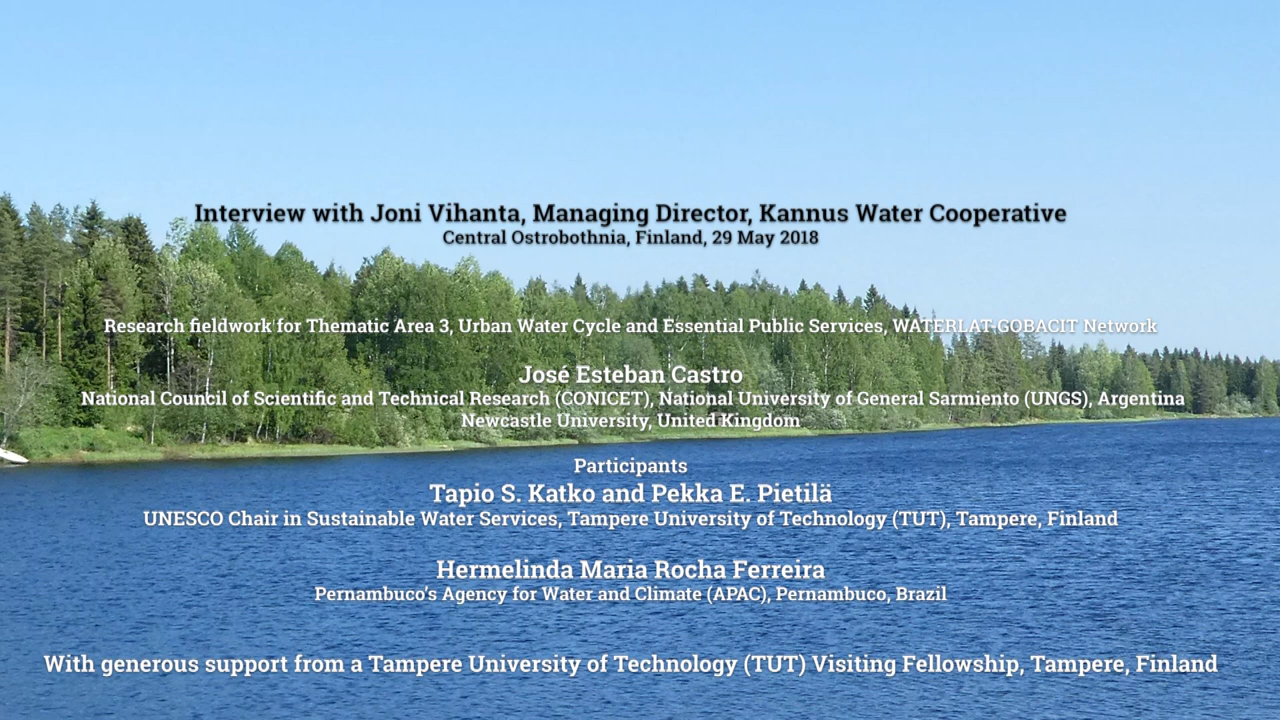 Interview with Joni Vihanta, Managing Director, Kannus Water Cooperative
Central Ostrobothnia, Finland, 29 May 2018
Research fieldwork for Thematic Area 3, Urban Water Cycle and Essential Public Services, WATERLAT-GOBACIT Network
José Esteban Castro
National Council of Scientific and Technical Research (CONICET), National University of General Sarmiento (UNGS), Argentina
Newcastle University, United Kingdom
Participants
Tapio S. Katko and Pekka E. Pietilä
UNESCO Chair in Sustainable Water Services, Tampere University of Technology (TUT), Tampere, Finland
Hermelinda Maria Rocha Ferreira
Pernambuco's Agency for Water and Climate (APAC), Pernambuco, Brazil
With generous support from a Tampere University of Technology (TUT) Visiting Fellowship, Tampere, Finland